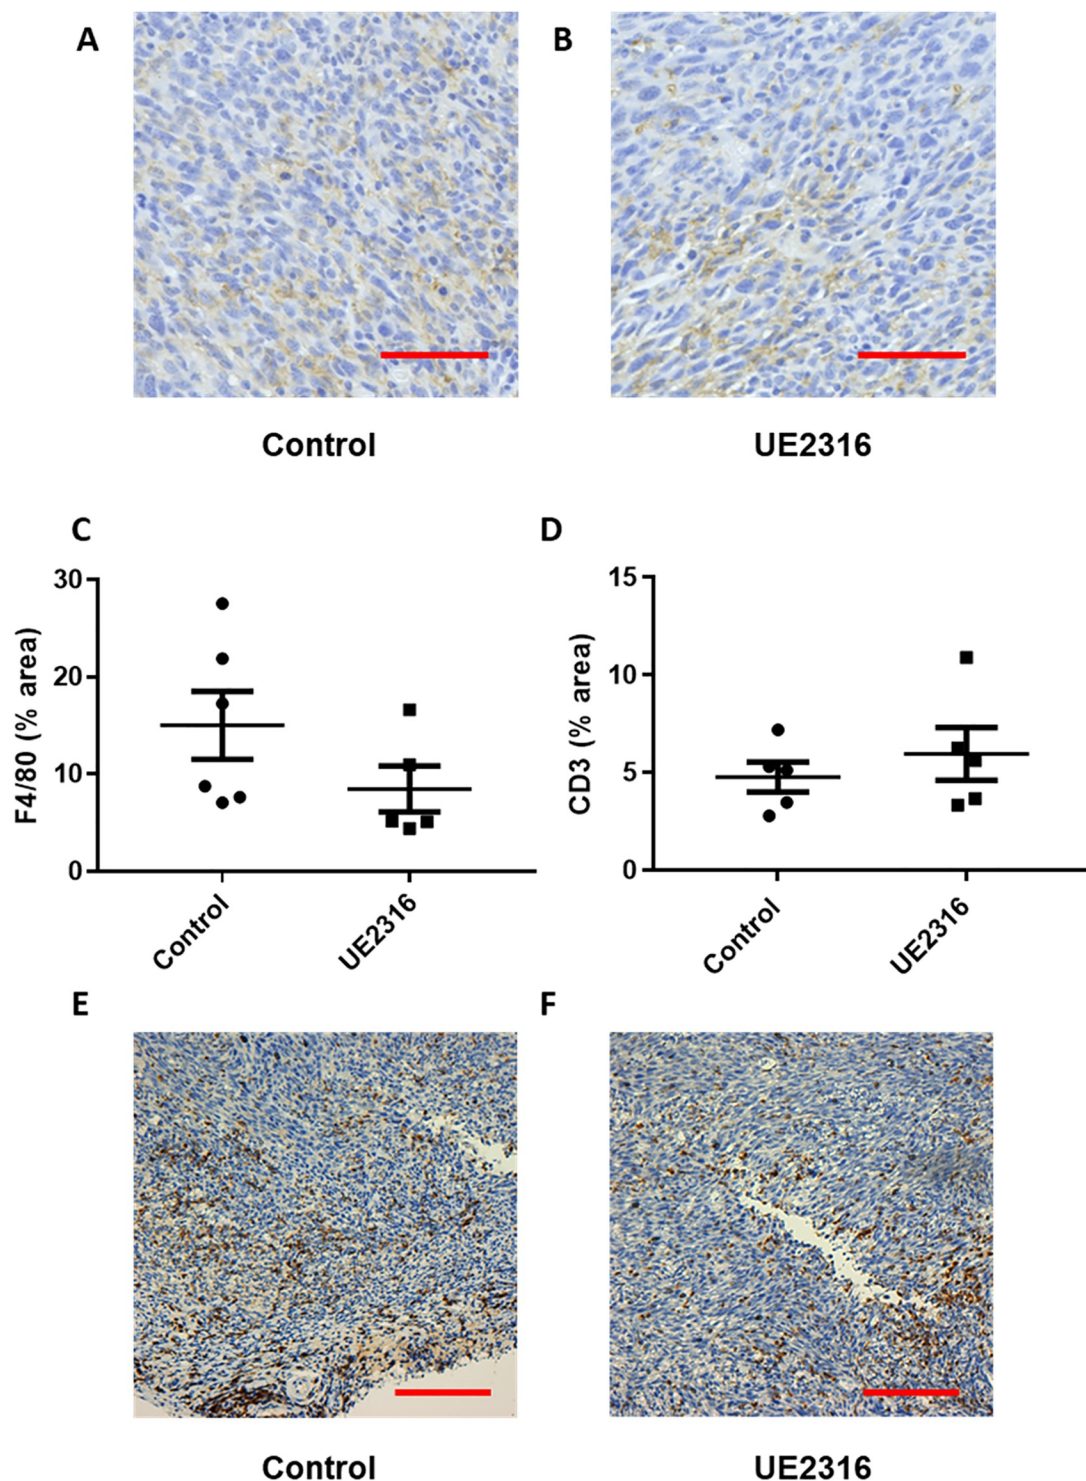 A
B
Control
UE2316
C
D
30
20
10
0
F4/80 (% area)
Control
UE2316
15
10
5
0
CD3 (% area)
Control
UE2316
E
F
Control
UE2316